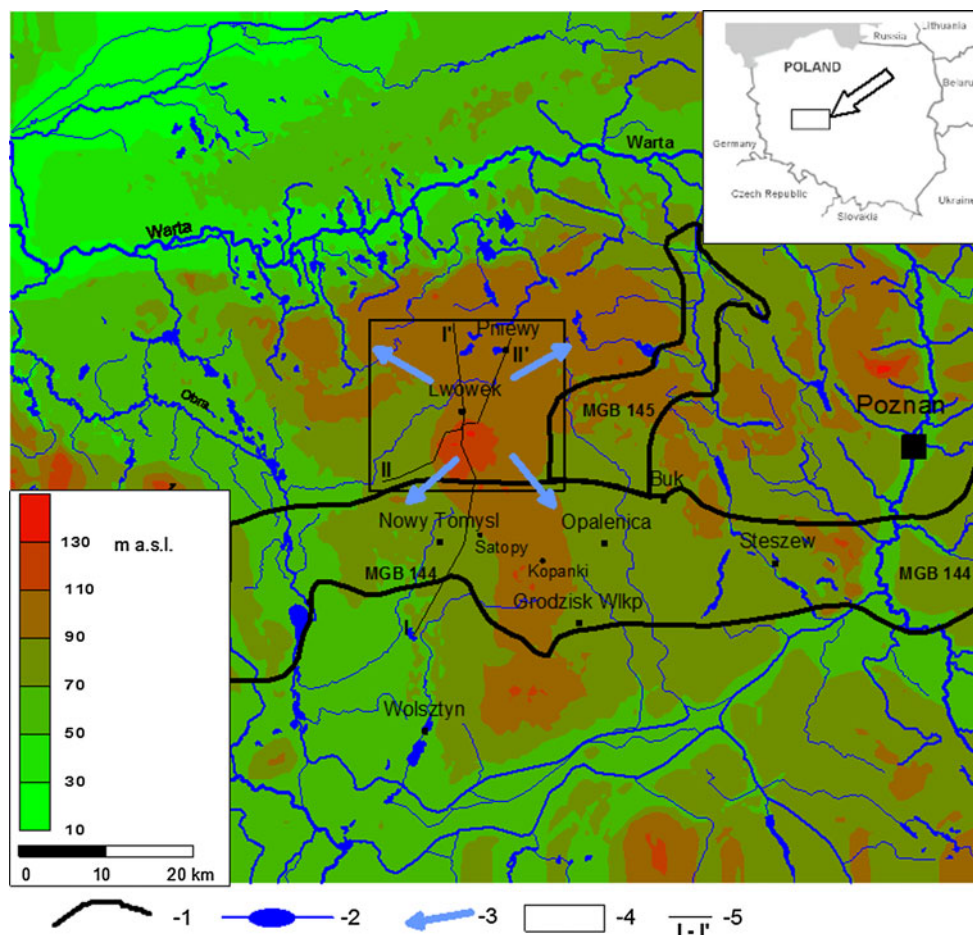 Lithuania
Russia
POLAND
Belaru
Germany
Czech Republic
Slovakia
Ukraine
Warta
Warta
I'
Pniewy
II'
Lwówek
Obra
MGB 145
Poznan
II
Buk
Nowy Tomysl
Opalenica
Satopy
Steszew
MGB 144
Kopanki
MGB 144
Grodzisk Wlkp
I
Wolsztyn
130
m a.s.l.
110
90
70
50
30
10
0 10 20 km
-1 -2 -3 -4 I - I' -5